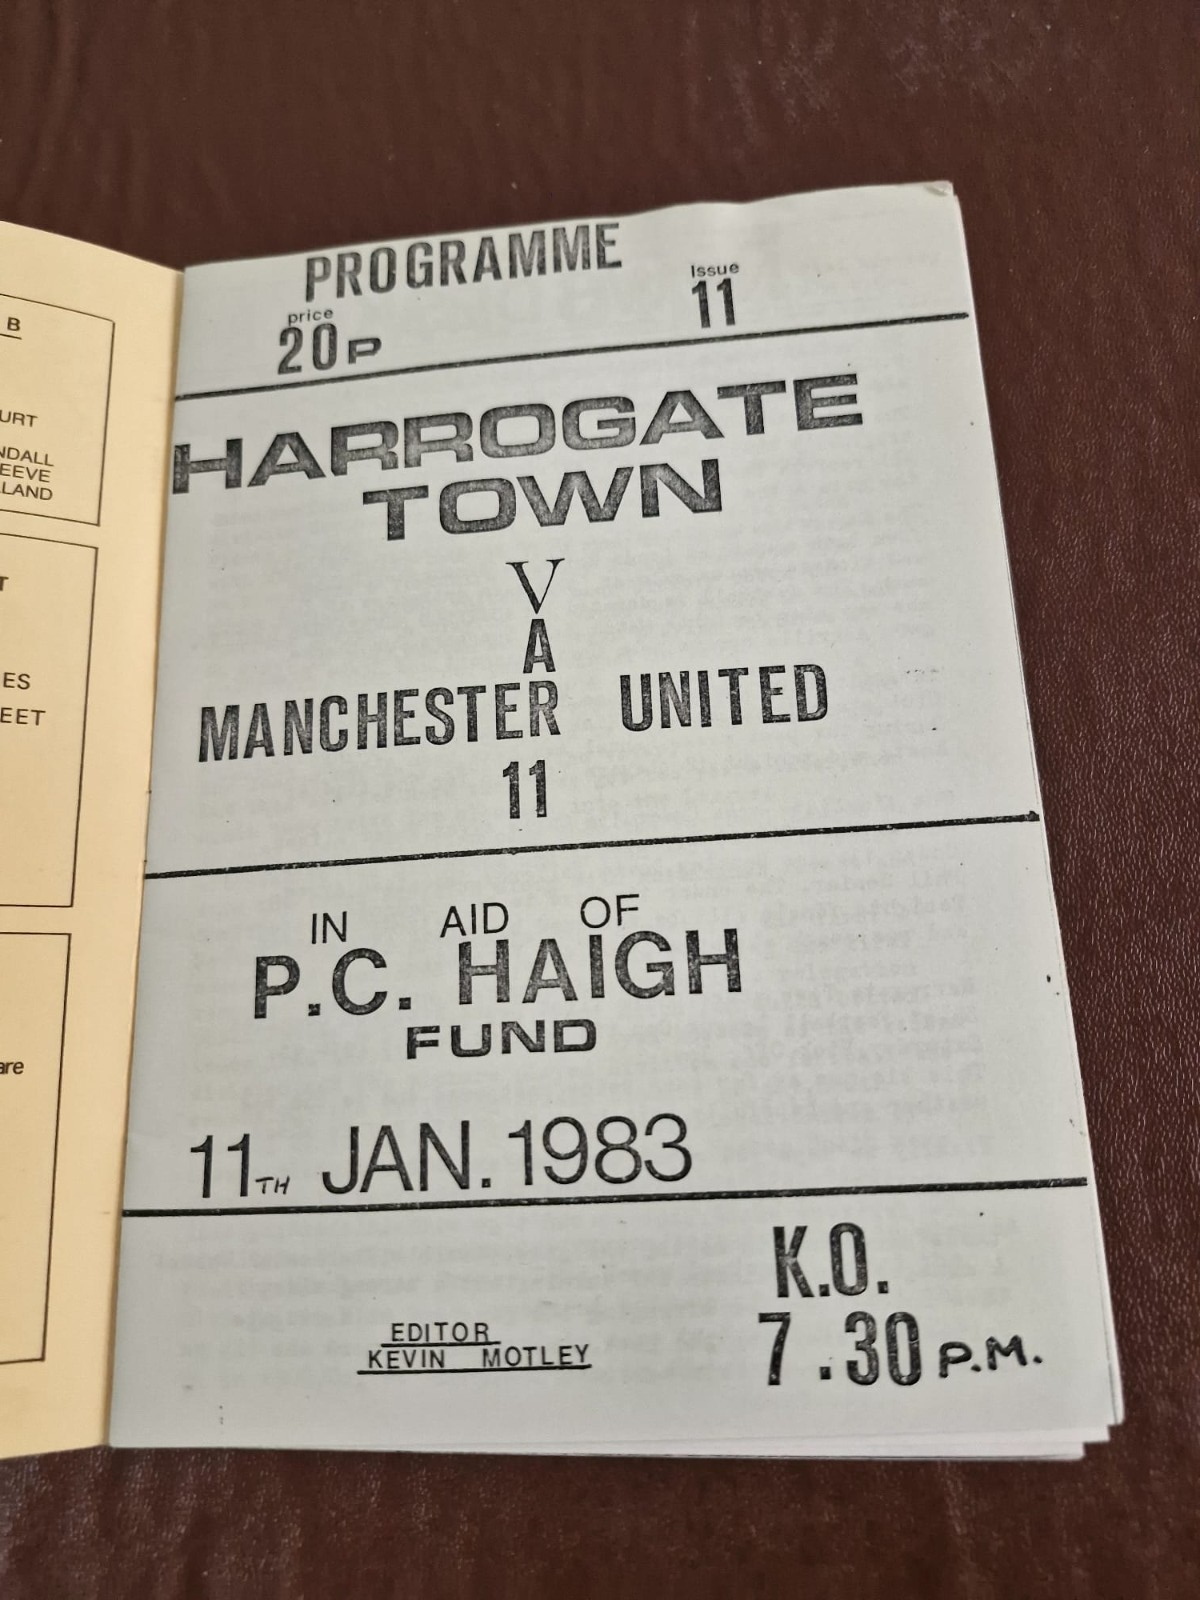 B
URT
NDALL
EEVE
LAND
T
ES
EET
are
PROGRAMME
price
20P
Issue
11
HARROGATE
TOWN
V
A
MANCHESTER UNITED
11
IN AID OF
P.C. HAIGH
FUND
11TH JAN. 1983
K.O.
7.30 P.M.
EDITOR
KEVIN MOTLEY